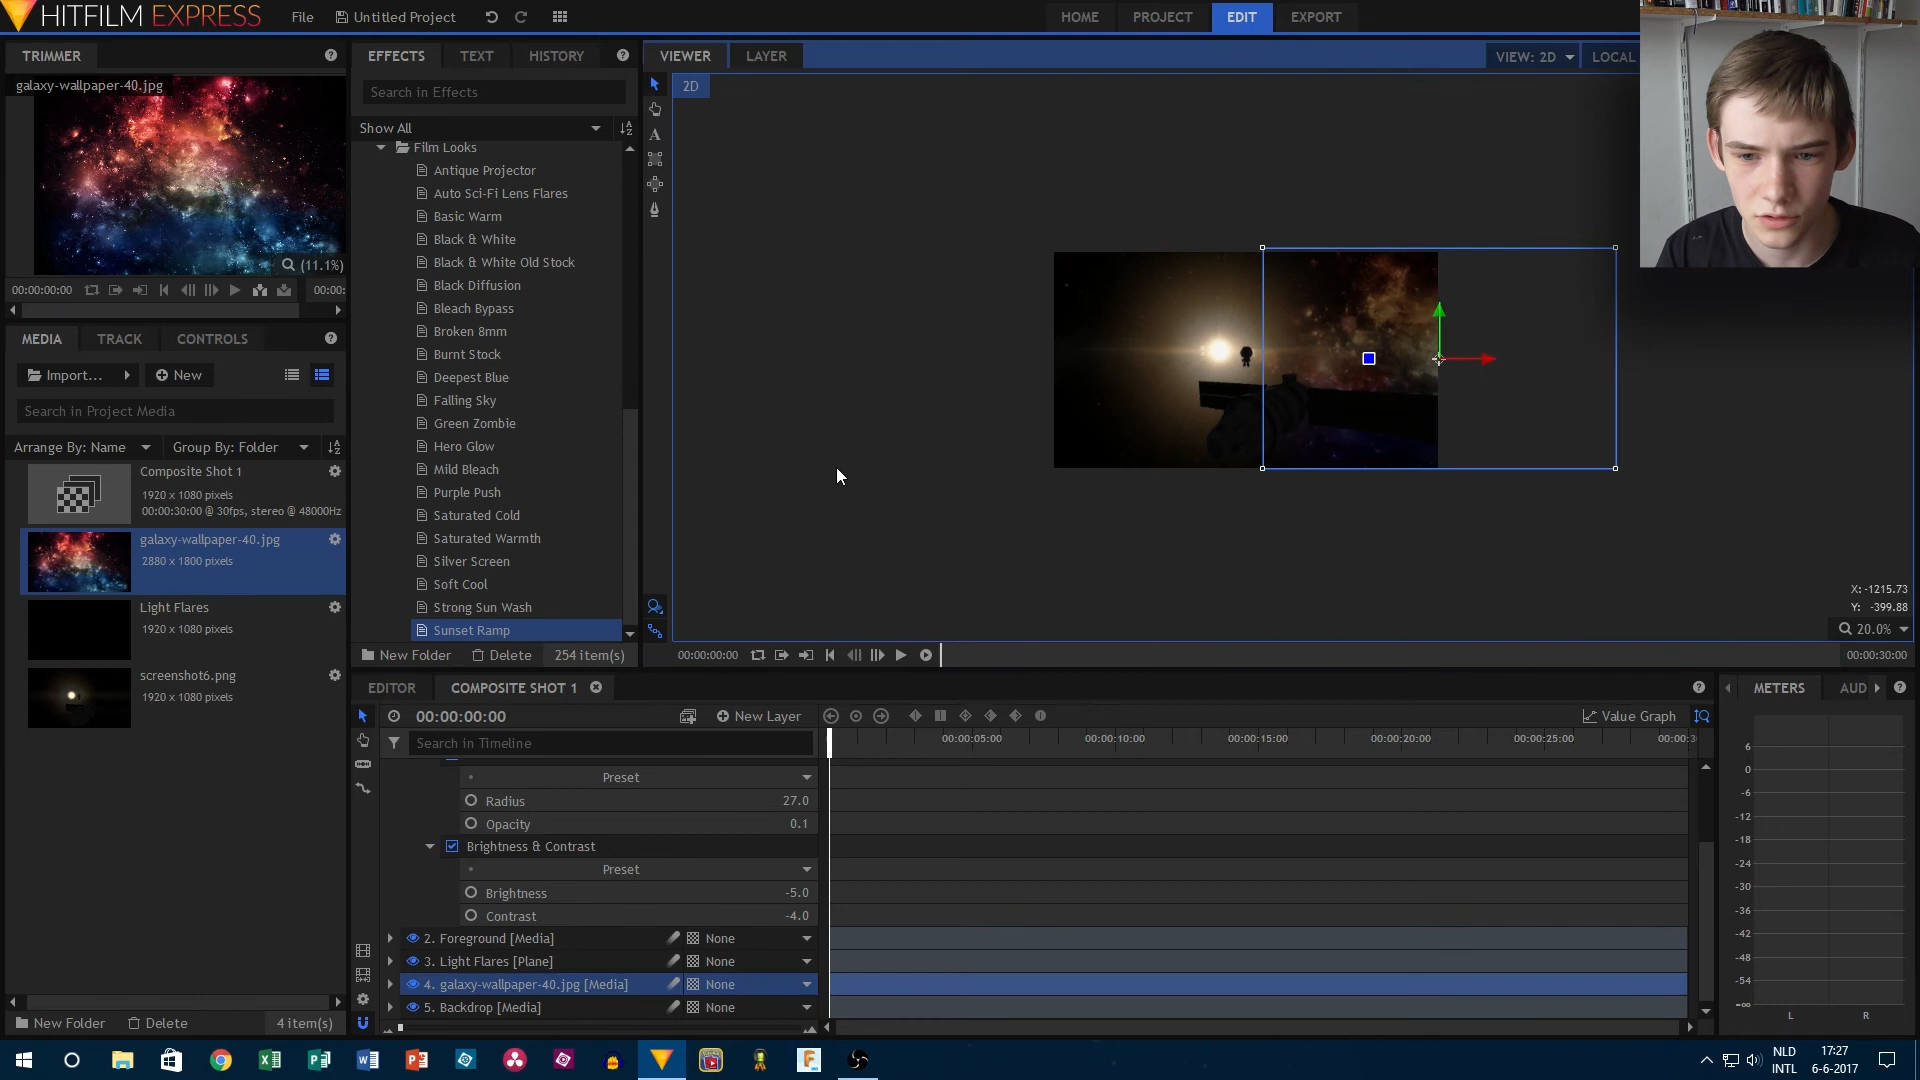 HITFILM EXPRESS
File
Untitled Project
HOME
PROJECT
EDIT
EXPORT
TRIMMER
galaxy-wallpaper-40.jpg
(11.1%)
00:00:00:00
00:00:
MEDIA
TRACK
CONTROLS
Import...
New
Search in Project Media
Arrange By: Name
Group By: Folder
Composite Shot 1
1920 x 1080 pixels
00:00:30:00 @ 30fps, stereo @ 48000Hz
galaxy-wallpaper-40.jpg
2880 x 1800 pixels
Light Flares
1920 x 1080 pixels
screenshot6.png
1920 x 1080 pixels
New Folder
Delete
4 item(s)
EFFECTS
TEXT
HISTORY
Search in Effects
Show All
Film Looks
Antique Projector
Auto Sci-Fi Lens Flares
Basic Warm
Black & White
Black & White Old Stock
Black Diffusion
Bleach Bypass
Broken 8mm
Burnt Stock
Deepest Blue
Falling Sky
Green Zombie
Hero Glow
Mild Bleach
Purple Push
Saturated Cold
Saturated Warmth
Silver Screen
Soft Cool
Strong Sun Wash
Sunset Ramp
New Folder
Delete
254 item(s)
VIEWER
LAYER
VIEW: 2D
LOCAL
2D
X: -1215.73
Y: -399.88
20.0%
00:00:00:00
00:00:30:00
EDITOR
COMPOSITE SHOT 1
00:00:00:00
New Layer
Value Graph
Search in Timeline
00:00:05:00
00:00:10:00
00:00:15:00
00:00:20:00
00:00:25:00
00:00:3
Preset
Radius
27.0
Opacity
0.1
Brightness & Contrast
Preset
Brightness
-5.0
Contrast
-4.0
2. Foreground [Media]
None
3. Light Flares [Plane]
None
4. galaxy-wallpaper-40.jpg [Media]
None
5. Backdrop [Media]
None
METERS
AUD
6
0
-6
-12
-18
-24
-30
-36
-42
-48
-54
-∞
L
R
NLD
INTL
17:27
6-6-2017